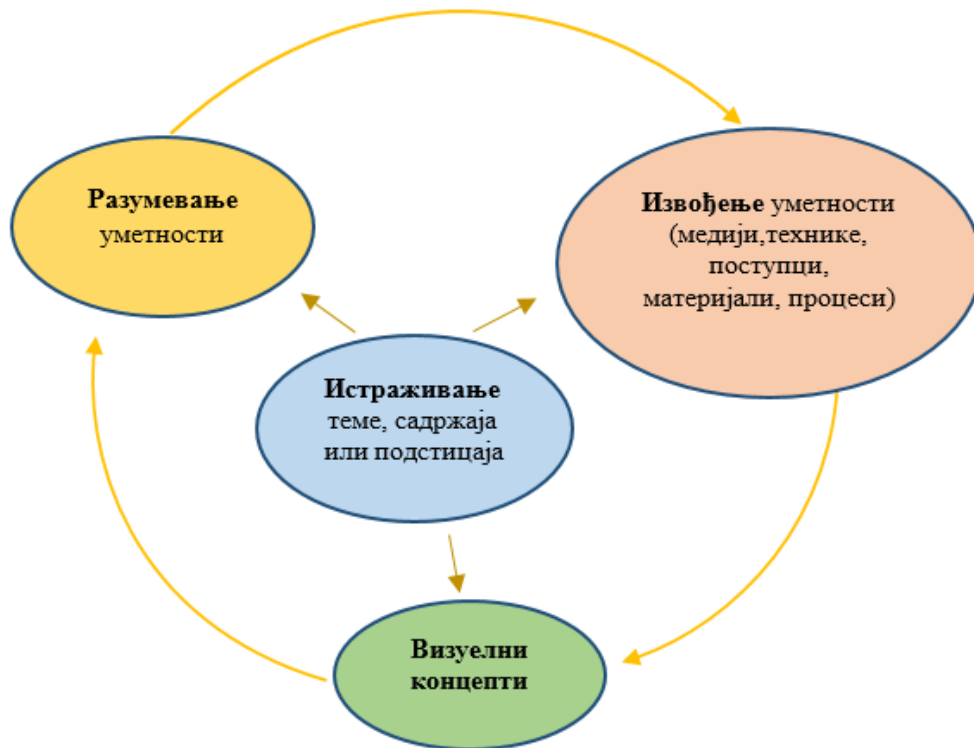 Разумевање
уметности
Извођење уметности
(медији,технике,
поступци,
материјали, процеси)
Истраживање
теме, садржаја
или подстицаја
Визуелни
концепти